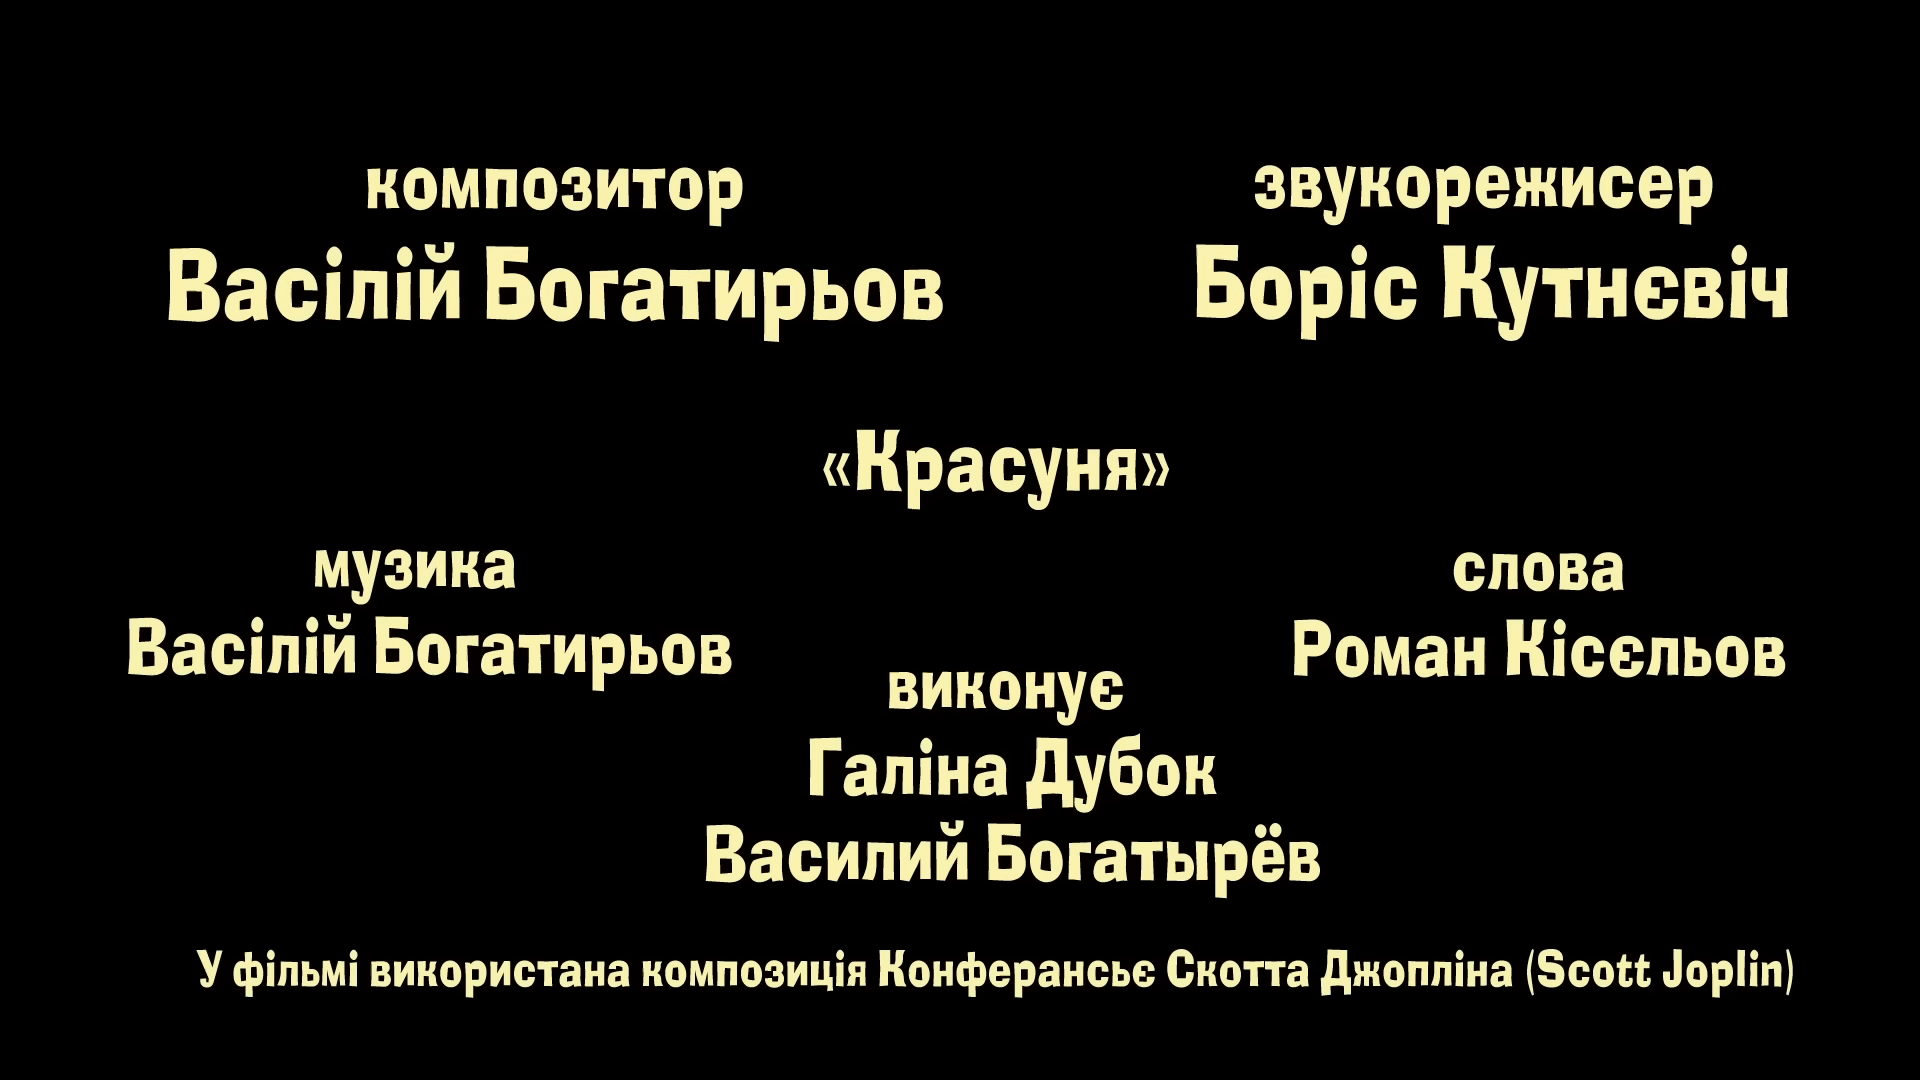 композитор
Васілій Богатирьов
звукорежисер
Боріс Кутнєвіч
«Красуня»
музика
Васілій Богатирьов
слова
Роман Кісєльов
виконує
Галіна Дубок
Василий Богатырёв
У фільмі використана композиція Конферансьє Скотта Джопліна (Scott Joplin)